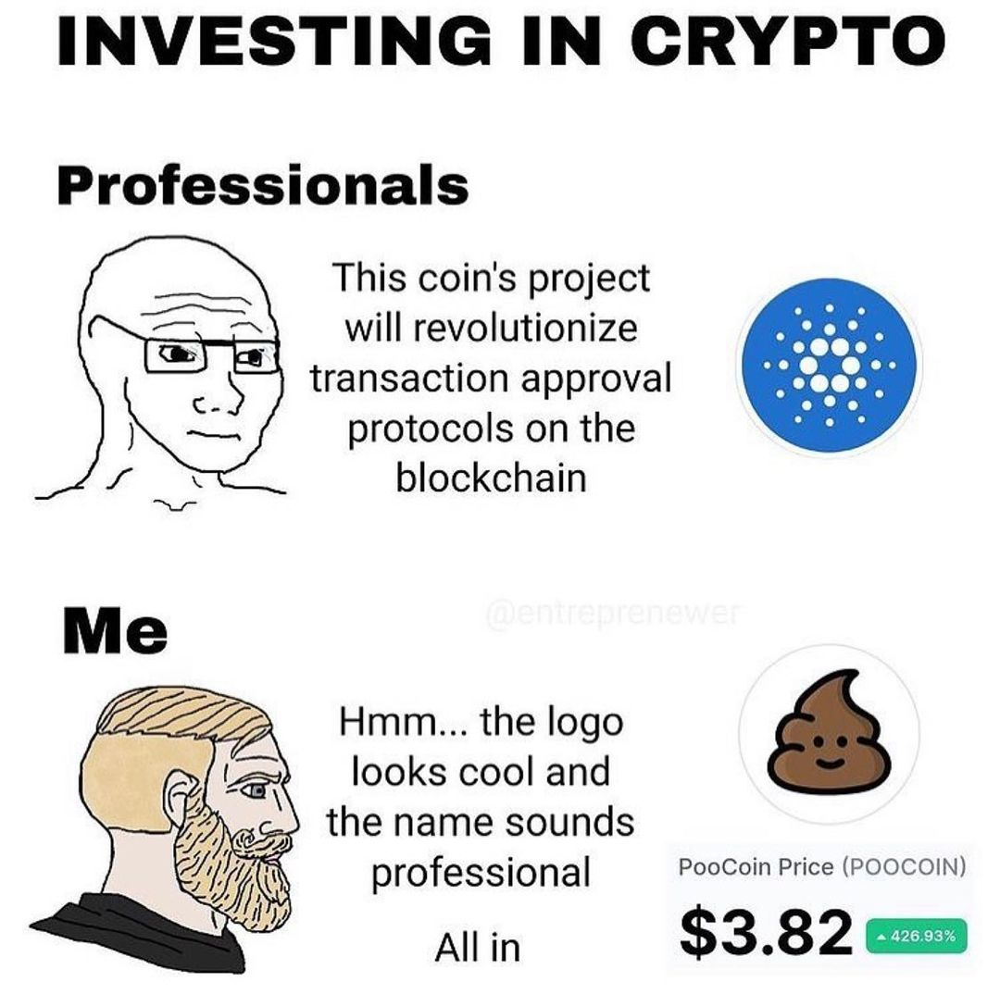 INVESTING IN CRYPTO
Professionals
This coin's project
will revolutionize
transaction approval
protocols on the
blockchain
@entreprenewer
Me
Hmm... the logo
looks cool and
the name sounds
professional
All in
PooCoin Price (POOCOIN)
$3.82 426.93%